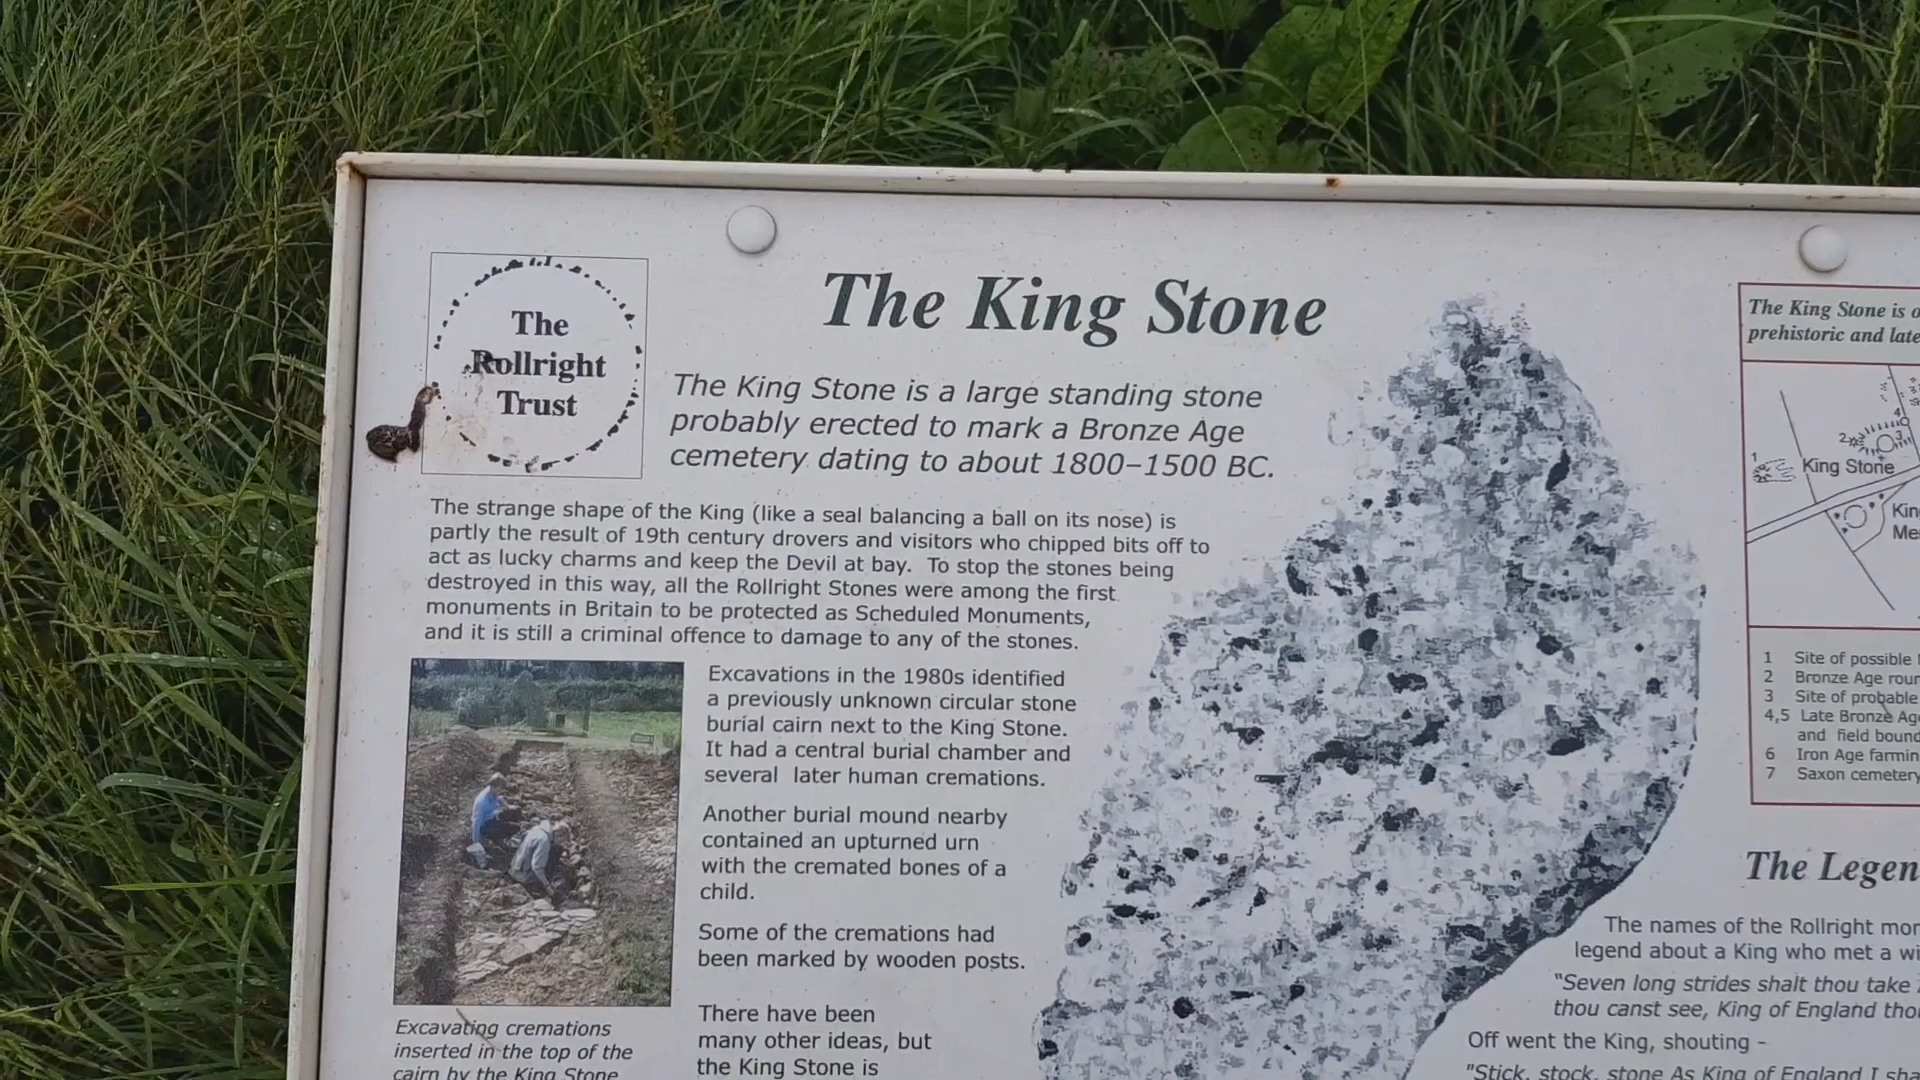 The
Rollright
Trust
The King Stone
The King Stone is a large standing stone
probably erected to mark a Bronze Age
cemetery dating to about 1800–1500 BC.
The strange shape of the King (like a seal balancing a ball on its nose) is
partly the result of 19th century drovers and visitors who chipped bits off to
act as lucky charms and keep the Devil at bay. To stop the stones being
destroyed in this way, all the Rollright Stones were among the first
monuments in Britain to be protected as Scheduled Monuments,
and it is still a criminal offence to damage to any of the stones.
Excavations in the 1980s identified
a previously unknown circular stone
burial cairn next to the King Stone.
It had a central burial chamber and
several later human cremations.
Another burial mound nearby
contained an upturned urn
with the cremated bones of a
child.
Some of the cremations had
been marked by wooden posts.
There have been
many other ideas, but
the King Stone is
Excavating cremations
inserted in the top of the
cairn by the King Stone
The King Stone is
prehistoric and
1
2
3
4
King Stone
1 Site of possible
2 Bronze Age
3 Site of probable
4,5 Late Bronze
and field
6 Iron Age
7 Saxon cemetery
The
The names of the Rollright
legend about a King who met a
"Seven long strides shalt thou take
thou canst see, King of England
Off went the King, shouting -
"Stick, stock, stone As King of England I